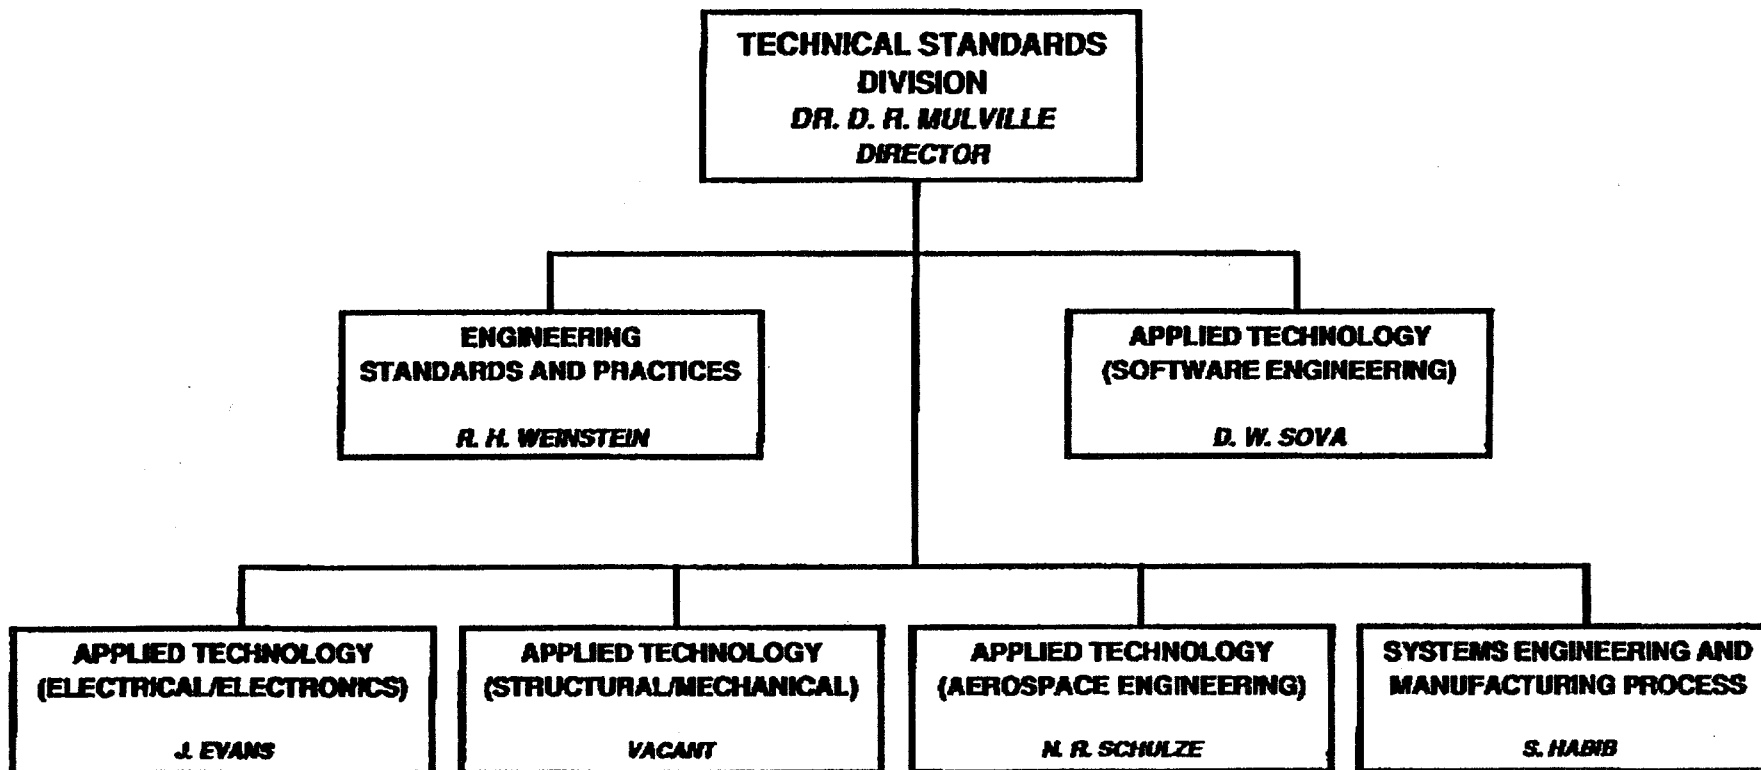 TECHNICAL STANDARDS
DIVISION
DR. D. R. MULVILLE
DIRECTOR
ENGINEERING
STANDARDS AND PRACTICES
R. H. WEINSTEIN
APPLIED TECHNOLOGY
(SOFTWARE ENGINEERING)
D. W. SOVA
APPLIED TECHNOLOGY
(ELECTRICAL/ELECTRONICS)
J. EVANS
APPLIED TECHNOLOGY
(STRUCTURAL/MECHANICAL)
VACANT
APPLIED TECHNOLOGY
(AEROSPACE ENGINEERING)
N. R. SCHULZE
SYSTEMS ENGINEERING AND
MANUFACTURING PROCESS
S. HABIB